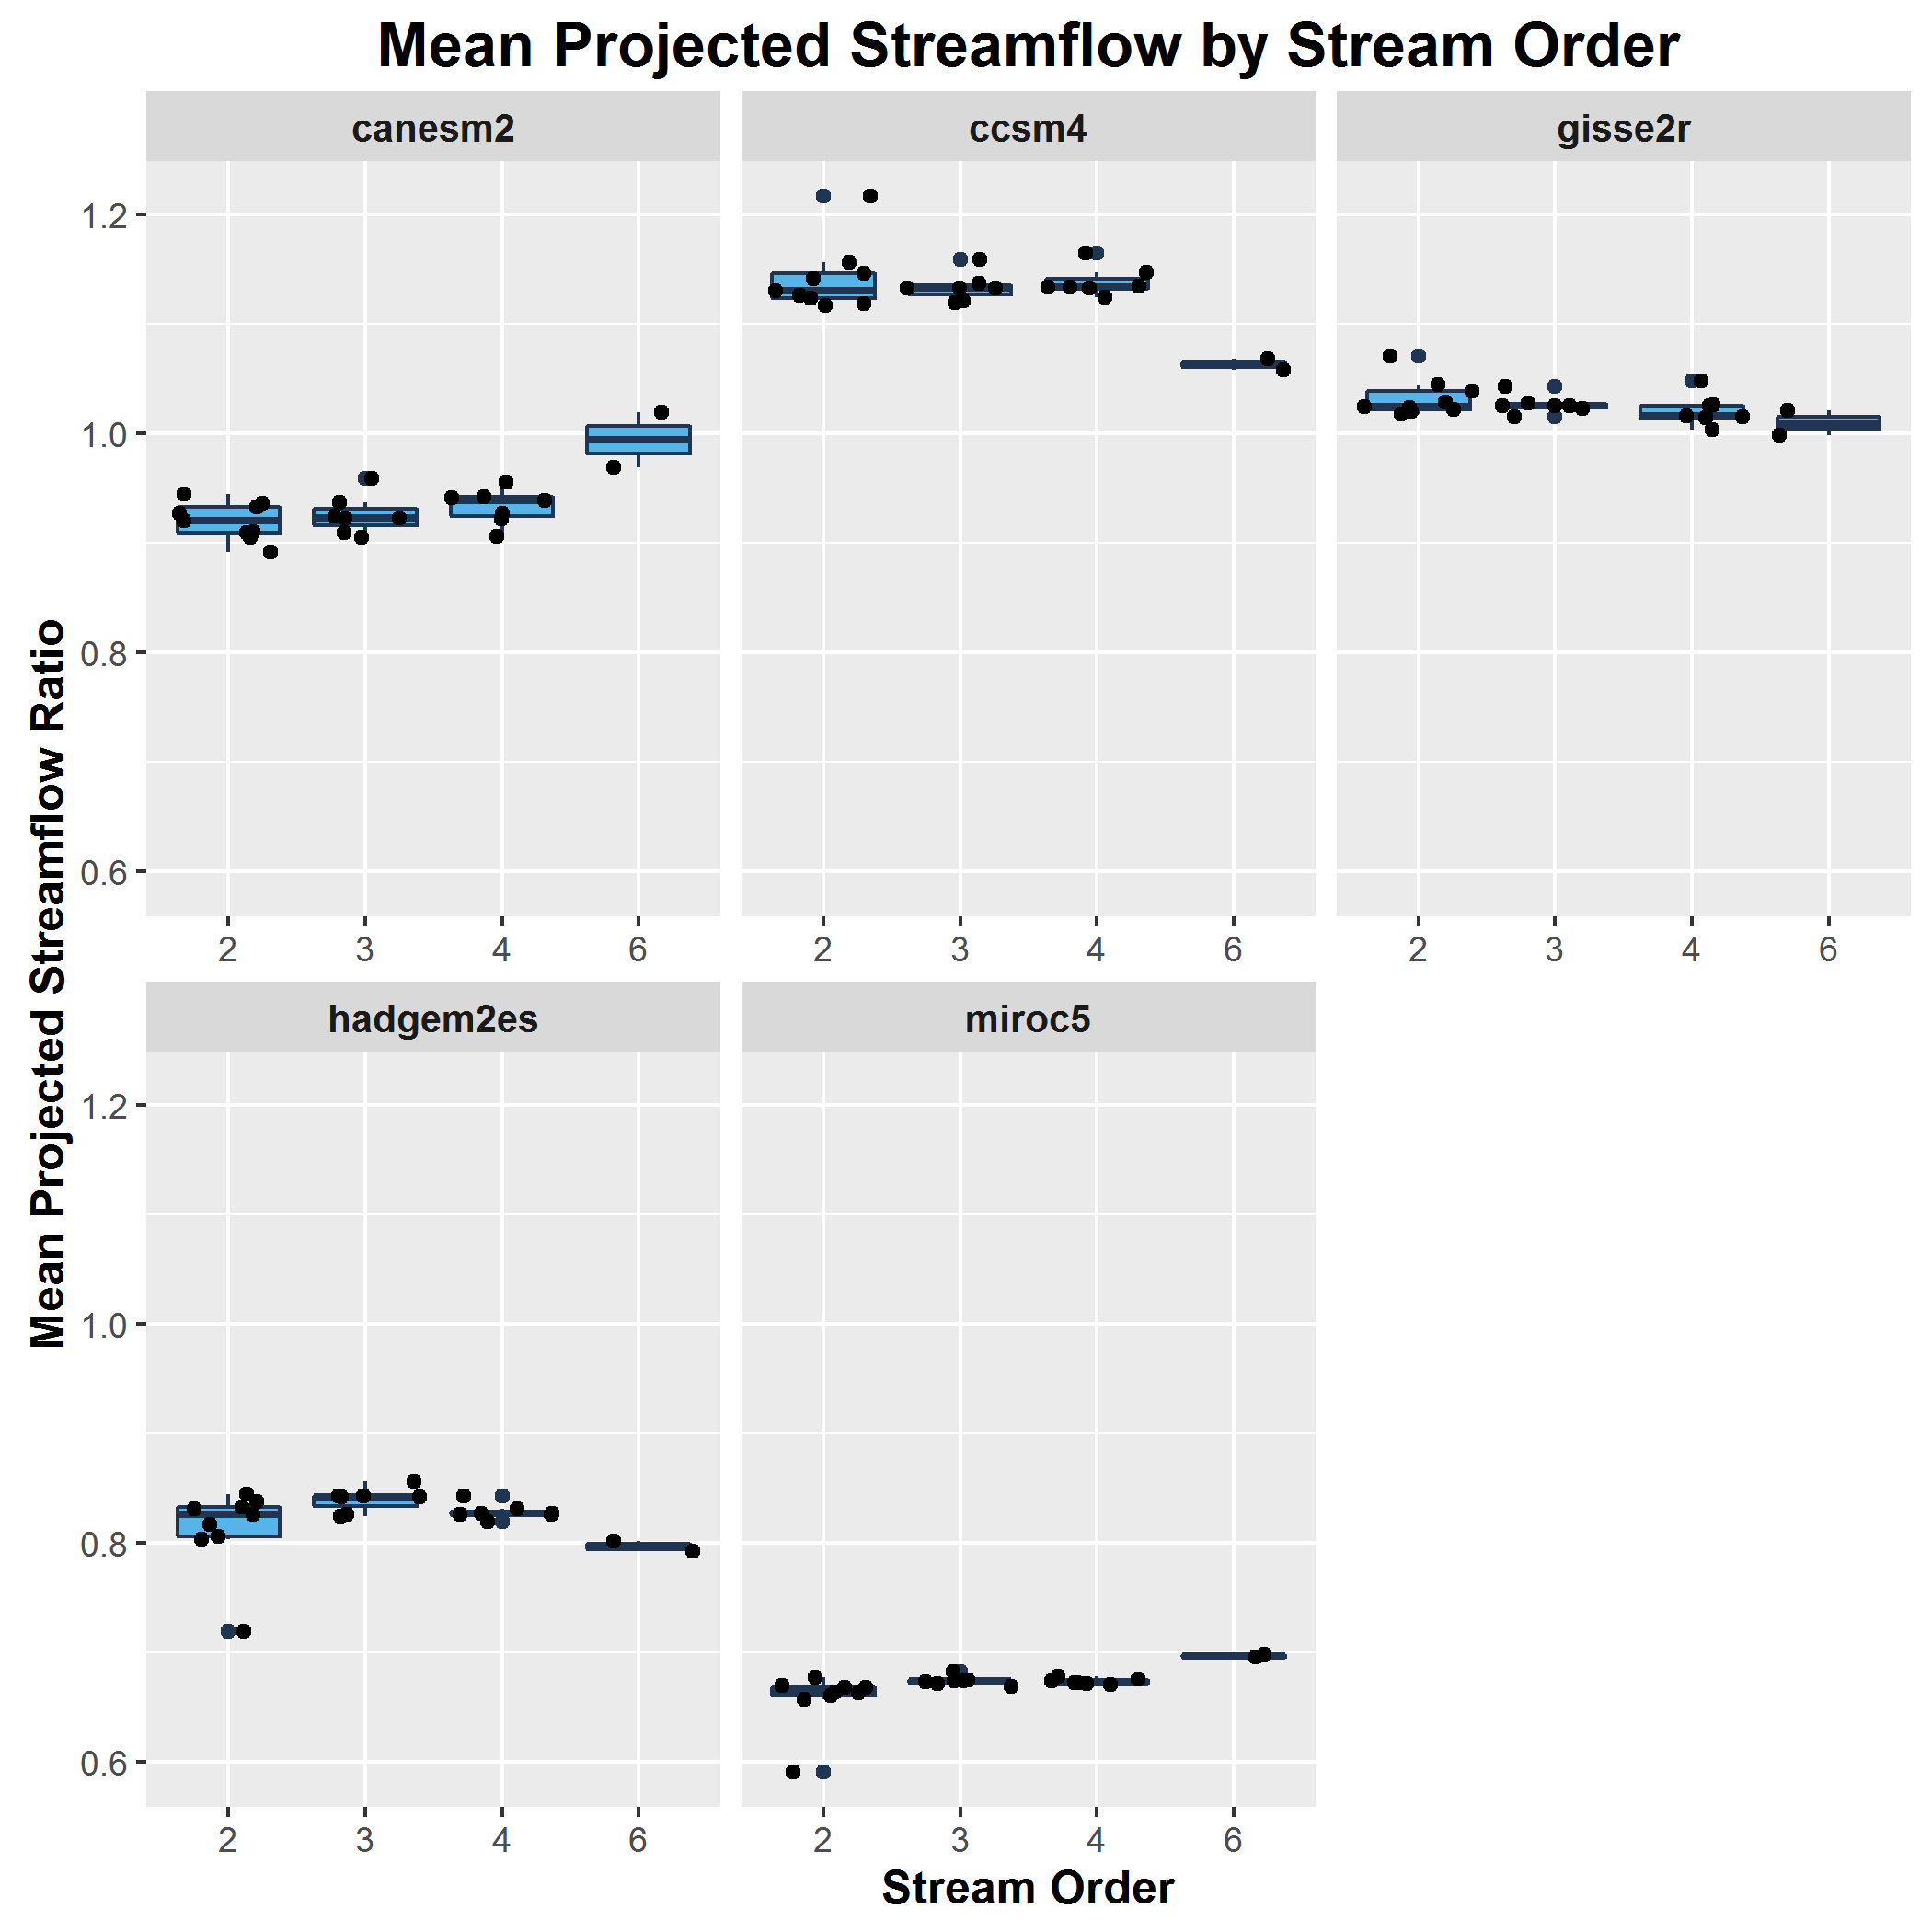 Mean Projected Streamflow by Stream Order
canesm2
ccsm4
gisse2r
1.2
1.0
0.8
0.6
2 3 4 6
2 3 4 6
2 3 4 6
hadgem2es
miroc5
1.2
1.0
0.8
0.6
2 3 4 6
2 3 4 6
Mean Projected Streamflow Ratio
Stream Order